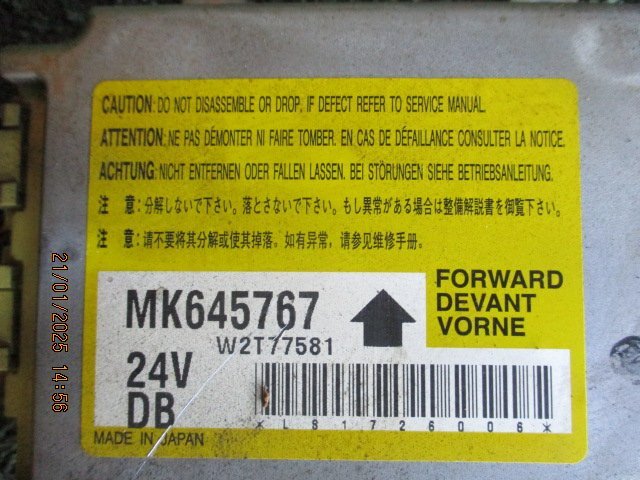 CAUTION: DO NOT DISASSEMBLE OR DROP. IF DEFECT REFER TO SERVICE MANUAL.
ATTENTION: NE PAS DÉMONTER NI FAIRE TOMBER. EN CAS DE DÉFAILLANCE CONSULTER LA NOTICE.
ACHTUNG: NICHT ENTFERNEN ODER FALLEN LASSEN. BEI STÖRUNGEN SIEHE BETRIEBSANLEITUNG.
注 意:分解しないで下さい。落とさないで下さい。もし異常がある場合は整備解説書を御覧下さい。
注 意:请不要将其分解或使其掉落。如有异常,请参见维修手册.
FORWARD
DEVANT
VORNE
MK645767
W2T77581
24V
DB
*L81726006*
MADE IN JAPAN
21/01/2025 14:56